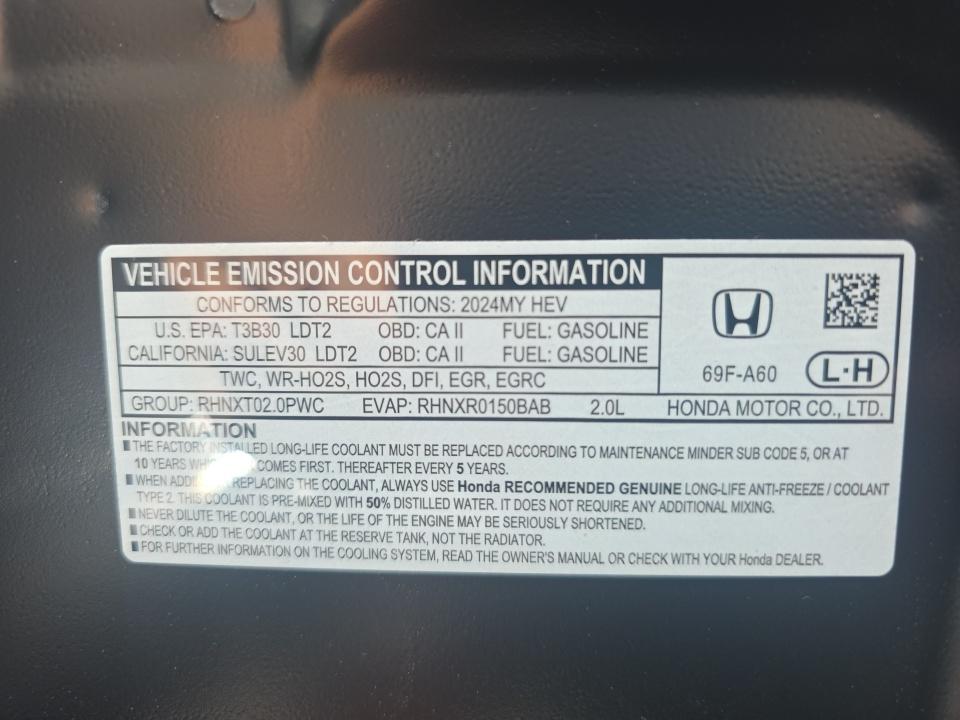 VEHICLE EMISSION CONTROL INFORMATION
CONFORMS TO REGULATIONS: 2024MY HEV
U.S. EPA: T3B30 LDT2 OBD: CA II FUEL: GASOLINE
CALIFORNIA: SULEV30 LDT2 OBD: CA II FUEL: GASOLINE
TWC, WR-HO2S, HO2S, DFI, EGR, EGRC
69F-A60
L·H
GROUP: RHNXT02.0PWC EVAP: RHNXR0150BAB 2.0L HONDA MOTOR CO., LTD.
INFORMATION
■ THE FACTORY INSTALLED LONG-LIFE COOLANT MUST BE REPLACED ACCORDING TO MAINTENANCE MINDER SUB CODE 5, OR AT
10 YEARS COMES FIRST. THEREAFTER EVERY 5 YEARS.
■ WHEN REPLACING THE COOLANT, ALWAYS USE Honda RECOMMENDED GENUINE LONG-LIFE ANTI-FREEZE / COOLANT
TYPE 2. THIS COOLANT IS PRE-MIXED WITH 50% DISTILLED WATER. IT DOES NOT REQUIRE ANY ADDITIONAL MIXING.
■ NEVER DILUTE THE COOLANT, OR THE LIFE OF THE ENGINE MAY BE SERIOUSLY SHORTENED.
■ CHECK OR ADD THE COOLANT AT THE RESERVE TANK, NOT THE RADIATOR.
■ FOR FURTHER INFORMATION ON THE COOLING SYSTEM, READ THE OWNER'S MANUAL OR CHECK WITH YOUR Honda DEALER.